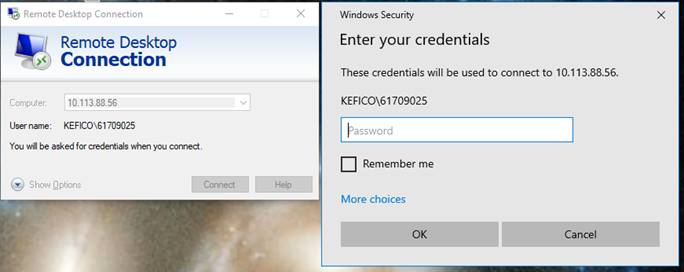 Remote Desktop Connection
Remote Desktop
Connection
Computer: 10.113.88.56
User name: KEFICO\61709025
You will be asked for credentials when you connect.
Show Options Connect Help
Windows Security
Enter your credentials
These credentials will be used to connect to 10.113.88.56.
KEFICO\61709025
Password
Remember me
More choices
OK Cancel